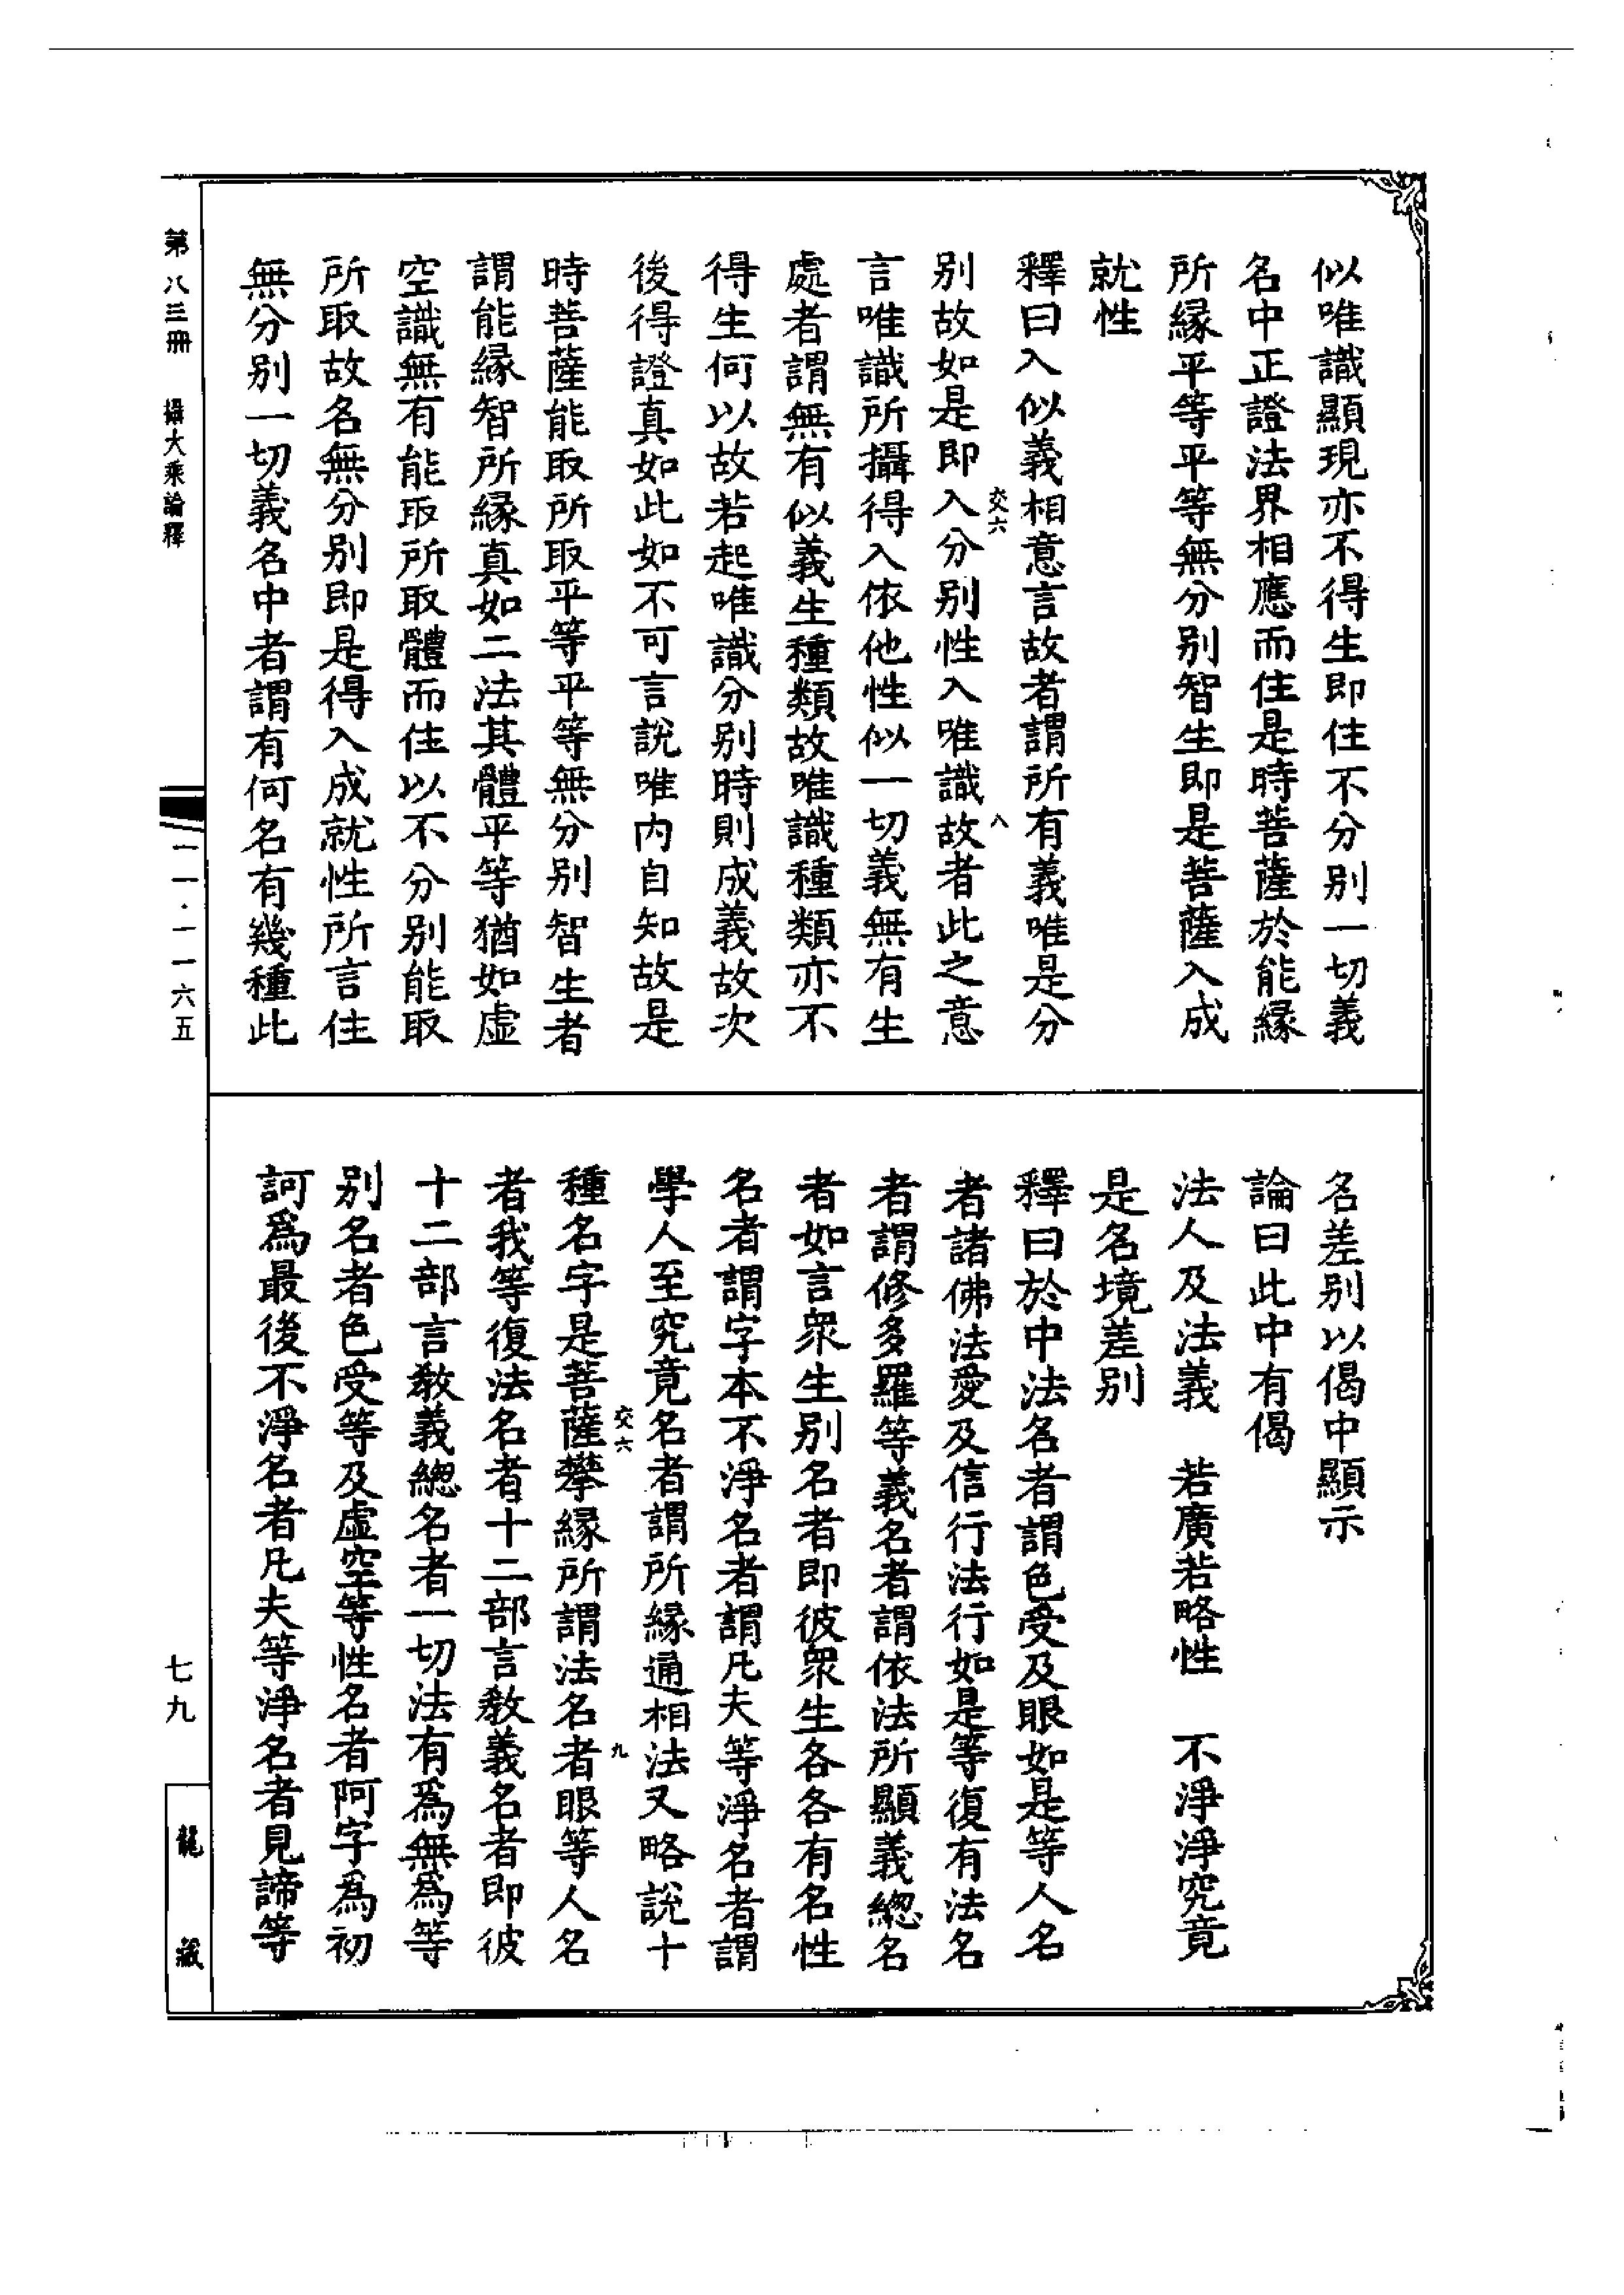 似唯識顯現亦不得生即住不分别一切義
名中正證法界相應而住是時菩薩於能緣
所緣平等平等無分别智生即是菩薩入成
就性
釋曰入似義相意言故者謂所有義唯是分
别故如是即入分别性入唯識故者此之意
言唯識所攝得入依他性似一切義無有生
處者謂無有似義生種類故唯識種類亦不
得生何以故若起唯識分别時則成義故次
後得證真如此如不可言說唯内自知故是
時菩薩能取所取平等平等無分别智生者
謂能緣智所緣真如二法其體平等猶如虛
空識無有能取所取體而住以不分别能取
所取故名無分别即是得入成就性所言住
無分别一切義名中者謂有何名有幾種此
交六
八
名差别以偈中顯示
論曰此中有偈
法人及法義　若廣若略性　不淨淨究竟
是名境差别
釋曰於中法名者謂色受及眼如是等人名
者諸佛法愛及信行法行如是等復有法名
者謂修多羅等義名者謂依法所顯義總名
者如言眾生别名者即彼眾生各各有名性
名者謂字本不淨名者謂凡夫等淨名者謂
學人至究竟名者謂所緣通相法又略說十
種名字是菩薩攀緣所謂法名者眼等人名
者我等復法名者十二部言教義名者即彼
十二部言教義總名者一切法有爲無爲等
别名者色受等及虛空等性名者阿字爲初
訶爲最後不淨名者凡夫等淨名者見諦等
交六
九
第八三冊　攝大乘論釋
一一·一一六五
七九
龍藏